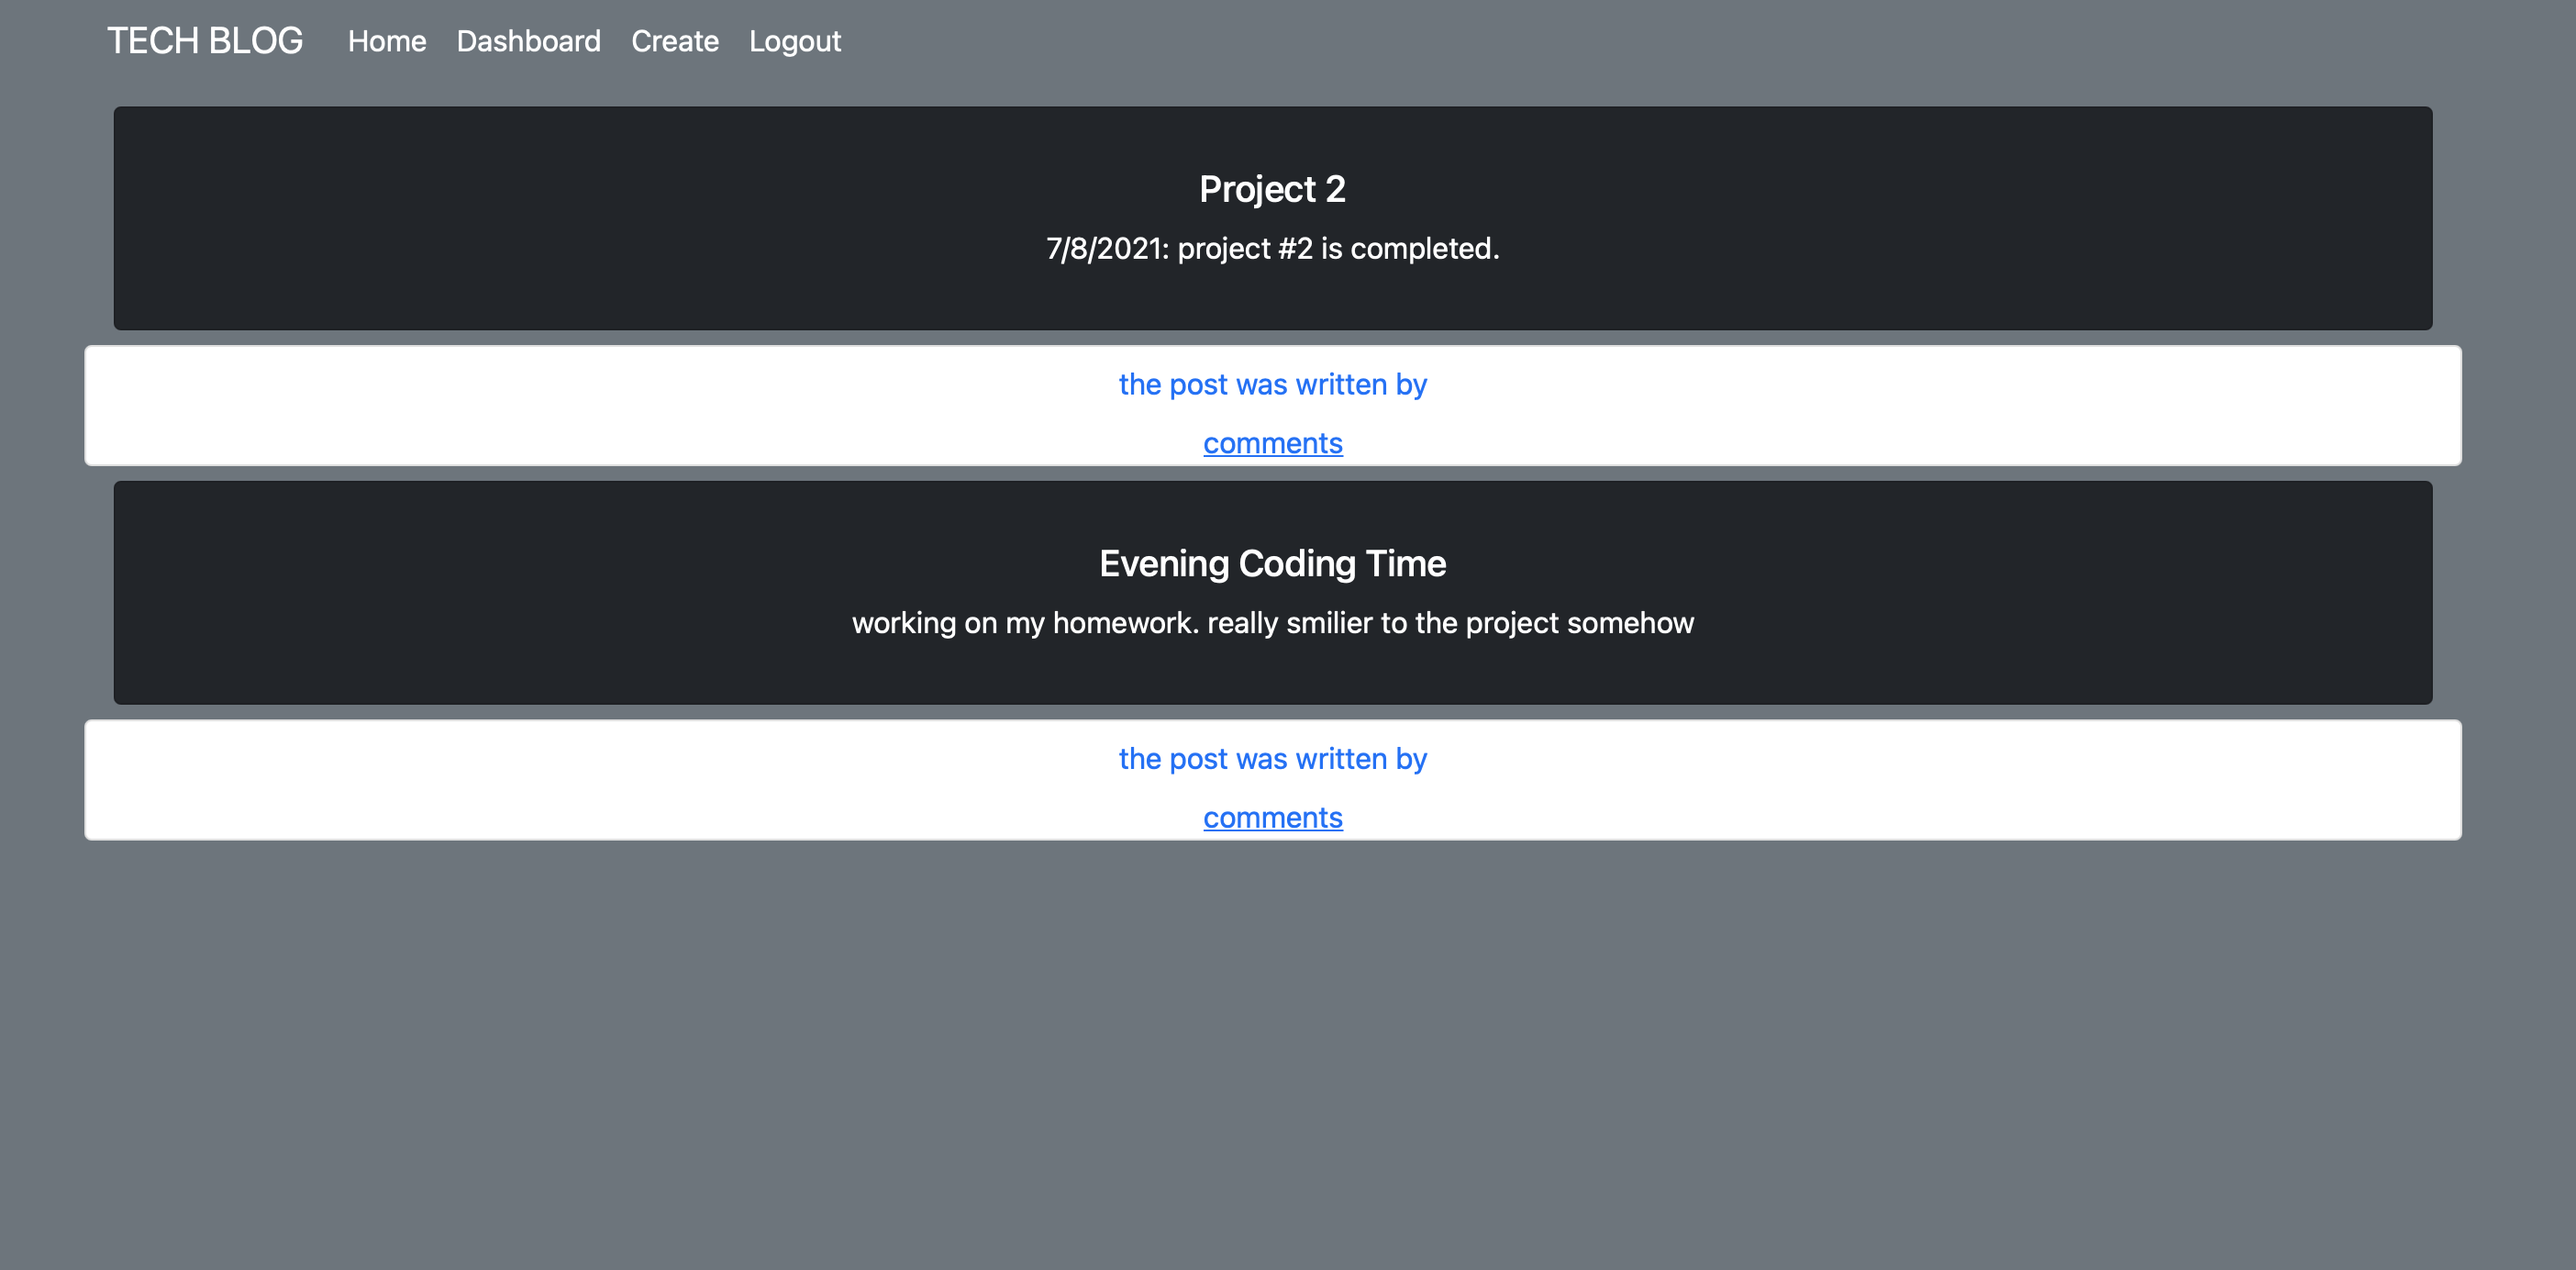 TECH BLOG Home Dashboard Create Logout
Project 2
7/8/2021: project #2 is completed.
the post was written by
comments
Evening Coding Time
working on my homework. really smilier to the project somehow
the post was written by
comments